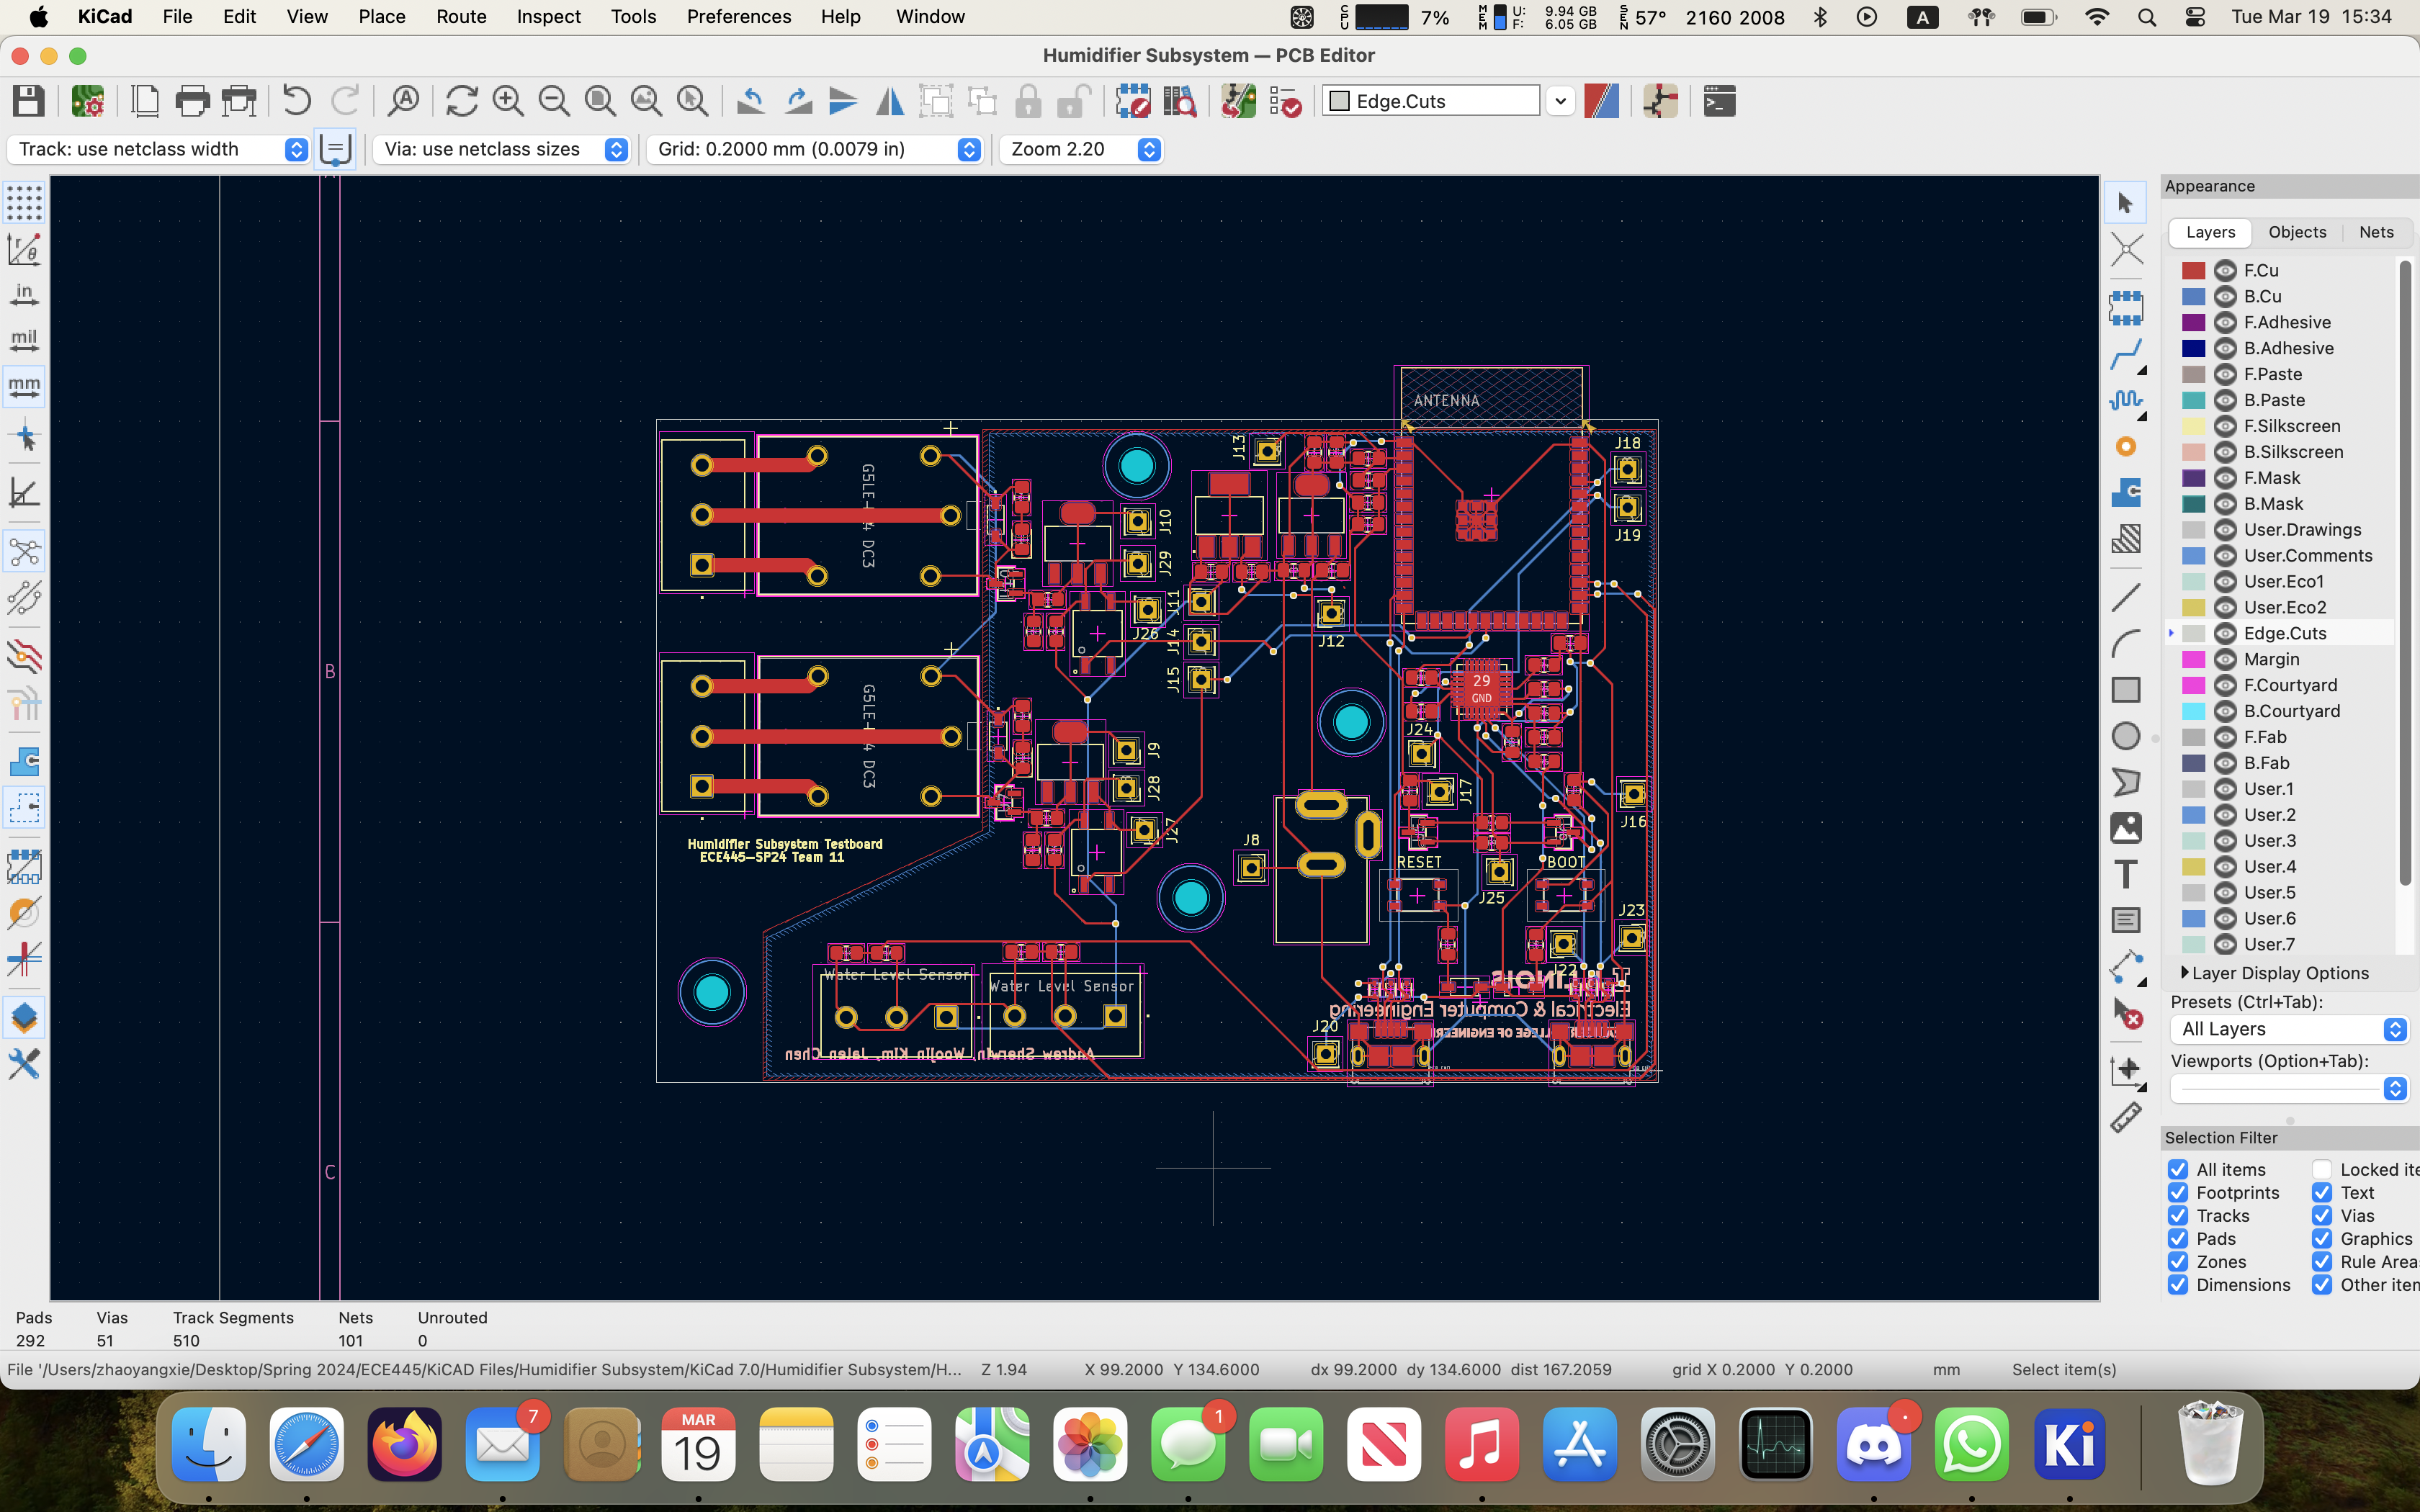 KiCad File Edit View Place Route Inspect Tools Preferences Help Window
CPU 7% MEM U: 9.94 GB F: 6.05 GB SEN 57° 2160 2008 A Tue Mar 19 15:34
Humidifier Subsystem — PCB Editor
Edge.Cuts
Track: use netclass width Via: use netclass sizes Grid: 0.2000 mm (0.0079 in) Zoom 2.20
in
mil
mm
B
C
ANTENNA
J13
J18
J19
J10
J29
G5LE-14 DC3
J11
J26
J14
J12
J15
29
GND
J24
G5LE-14 DC3
J9
J28
J17
J16
J27
J8
Humidifier Subsystem Testboard
ECE445-SP24 Team 11
RESET
BOOT
J25
J23
J22
Water Level Sensor
Water Level Sensor
ILLINOIS
Electrical & Computer Engineering
J20
Andrew Sherwin, Woojin Kim, Jalen Chen
Appearance
Layers Objects Nets
F.Cu
B.Cu
F.Adhesive
B.Adhesive
F.Paste
B.Paste
F.Silkscreen
B.Silkscreen
F.Mask
B.Mask
User.Drawings
User.Comments
User.Eco1
User.Eco2
Edge.Cuts
Margin
F.Courtyard
B.Courtyard
F.Fab
B.Fab
User.1
User.2
User.3
User.4
User.5
User.6
User.7
Layer Display Options
Presets (Ctrl+Tab):
All Layers
Viewports (Option+Tab):
Selection Filter
All items Locked ite
Footprints Text
Tracks Vias
Pads Graphics
Zones Rule Area
Dimensions Other item
Pads Vias Track Segments Nets Unrouted
292 51 510 101 0
File '/Users/zhaoyangxie/Desktop/Spring 2024/ECE445/KiCAD Files/Humidifier Subsystem/KiCad 7.0/Humidifier Subsystem/H... Z 1.94 X 99.2000 Y 134.6000 dx 99.2000 dy 134.6000 dist 167.2059 grid X 0.2000 Y 0.2000 mm Select item(s)
7
MAR
19
1
Ki